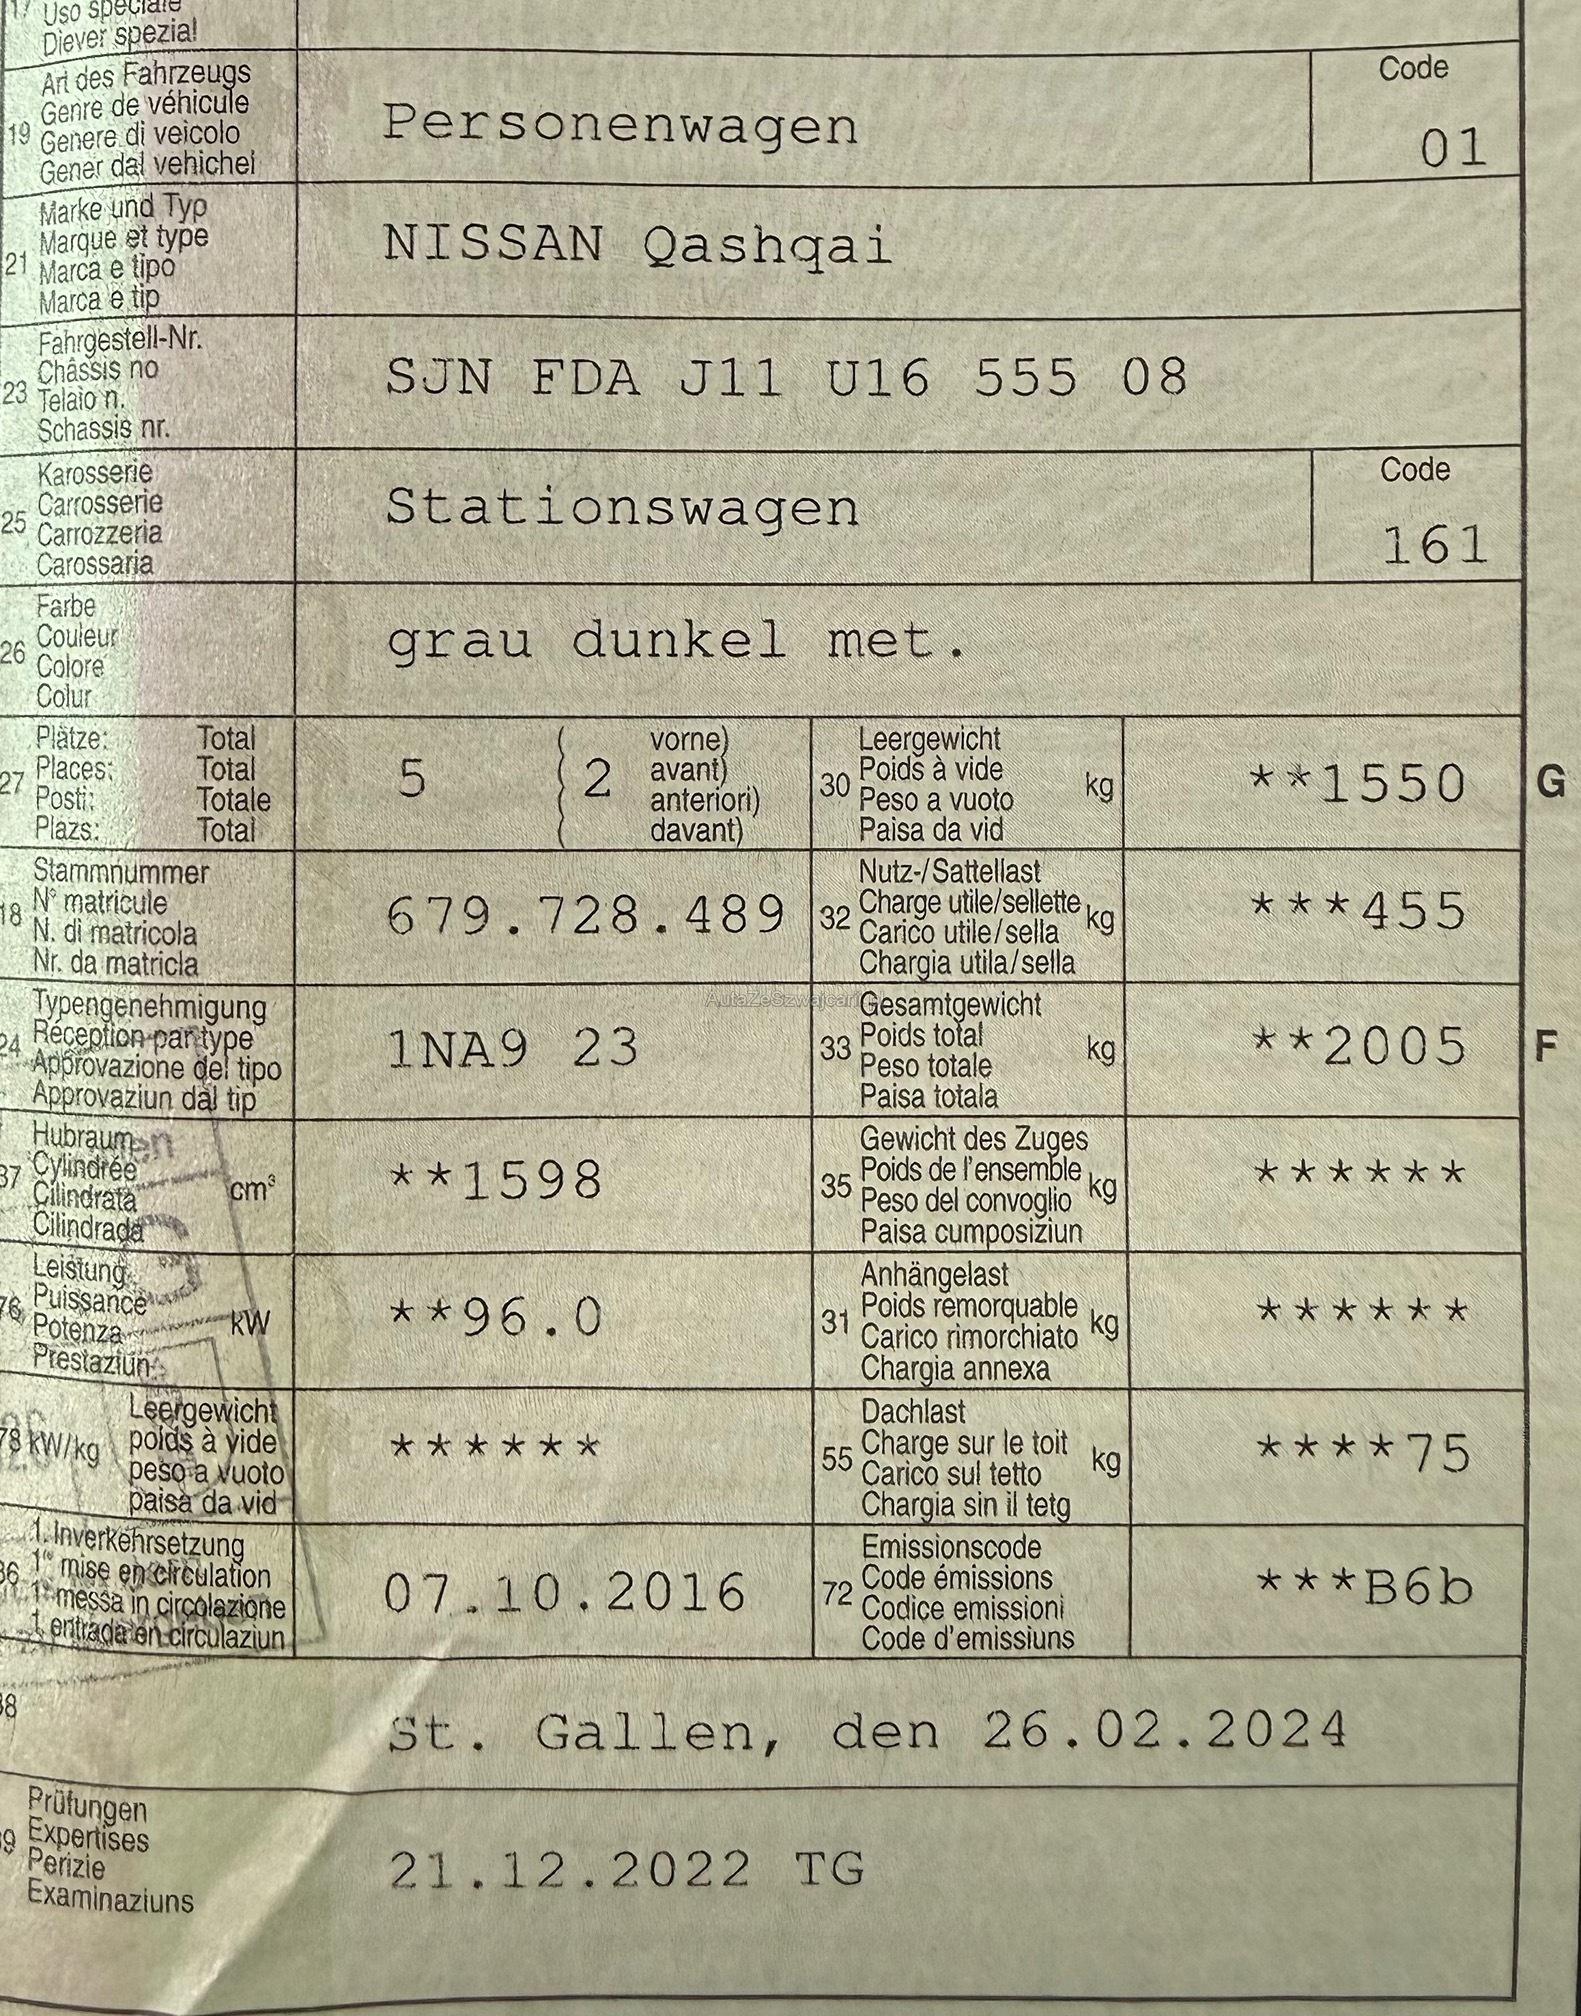 17 Uso speciale
Diever spezial
Art des Fahrzeugs
Genre de véhicule
19 Genere di veicolo
Gener dal vehichel
Personenwagen
Code
01
Marke und Typ
Marque et type
21 Marca e tipo
Marca e tip
NISSAN Qashqai
Fahrgestell-Nr.
Châssis no
23 Telaio n.
Schassis nr.
SJN FDA J11 U16 555 08
Karosserie
Carrosserie
25 Carrozzeria
Carossaria
Stationswagen
Code
161
Farbe
Couleur
26 Colore
Colur
grau dunkel met.
Plätze: Total
Places: Total
27 Posti: Totale
Plazs: Total
5 ( 2 vorne)
avant)
anteriori)
davant)
Leergewicht
30 Poids à vide kg
Peso a vuoto
Paisa da vid
**1550
G
Stammnummer
18 N° matricule
N. di matricola
Nr. da matricla
679.728.489
Nutz-/Sattellast
32 Charge utile/sellette kg
Carico utile/sella
Chargia utila/sella
***455
Typengenehmigung
24 Réception par type
Approvazione del tipo
Approvaziun dal tip
1NA9 23
Gesamtgewicht
33 Poids total kg
Peso totale
Paisa totala
**2005
F
Hubraum
37 Cylindrée cm³
Cilindrata
Cilindrada
**1598
Gewicht des Zuges
35 Poids de l'ensemble kg
Peso del convoglio
Paisa cumposiziun
******
Leistung
76 Puissance kW
Potenza
Prestaziun
**96.0
Anhängelast
31 Poids remorquable kg
Carico rimorchiato
Chargia annexa
******
Leergewicht
78 kW/kg poids à vide
peso a vuoto
paisa da vid
******
Dachlast
55 Charge sur le toit kg
Carico sul tetto
Chargia sin il tetg
****75
1. Inverkehrsetzung
36 1re mise en circulation
1a messa in circolazione
1. entrada en circulaziun
07.10.2016
Emissionscode
72 Code émissions
Codice emissioni
Code d'emissiuns
***B6b
38
St. Gallen, den 26.02.2024
Prüfungen
39 Expertises
Perizie
Examinaziuns
21.12.2022 TG